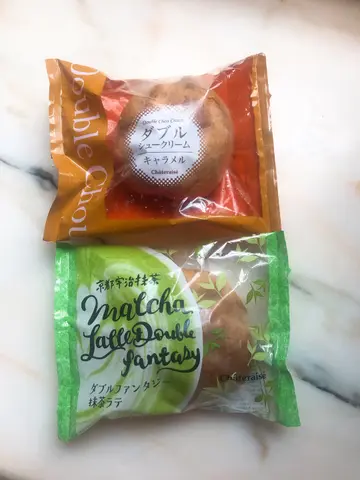 Double Chou
Double Chou Cream
ダブル
シュークリーム
キャラメル
Châteraisé
京都宇治抹茶
Matcha
Latte Double
fantasy
ダブルファンタジー
抹茶ラテ
Châteraisé